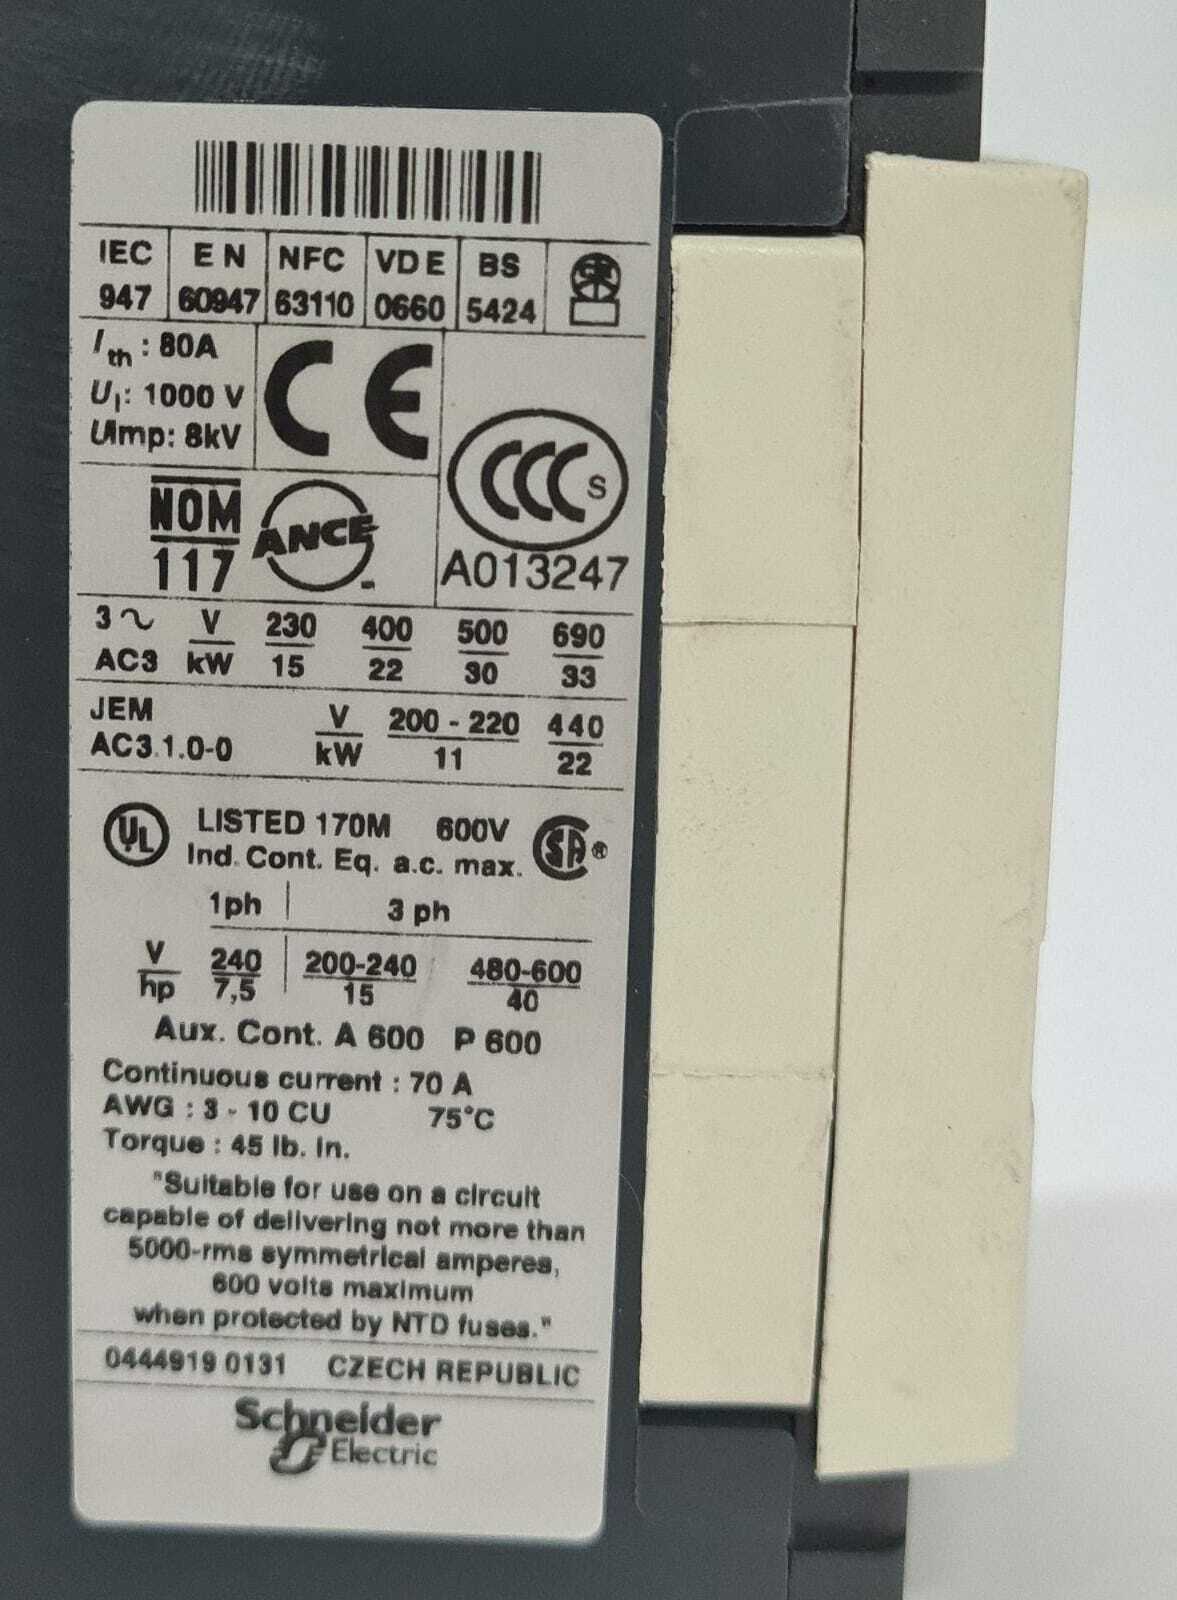 IEC EN NFC VDE BS
947 60947 63110 0660 5424
Ith : 80A
Ui: 1000 V
Uimp: 8kV
CE
CCC S
A013247
NOM
117
ANCE
3~ V 230 400 500 690
AC3 kW 15 22 30 33
JEM V 200 - 220 440
AC3.1.0-0 kW 11 22
UL LISTED 170M 600V SA®
Ind. Cont. Eq. a.c. max.
1ph 3 ph
V 240 200-240 480-600
hp 7,5 15 40
Aux. Cont. A 600 P 600
Continuous current : 70 A
AWG : 3 - 10 CU 75°C
Torque : 45 lb. in.
"Suitable for use on a circuit
capable of delivering not more than
5000-rms symmetrical amperes,
600 volts maximum
when protected by NTD fuses."
0444919 0131 CZECH REPUBLIC
Schneider
Electric